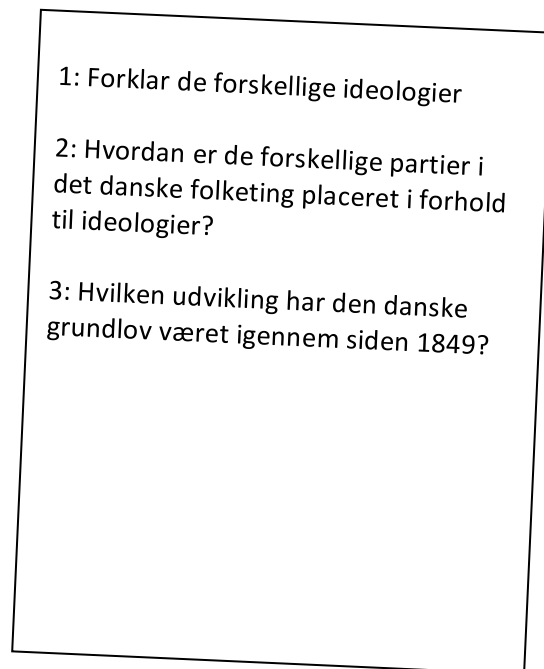 1: Forklar de forskellige ideologier
2: Hvordan er de forskellige partier i
det danske folketing placeret i forhold
til ideologier?
3: Hvilken udvikling har den danske
grundlov været igennem siden 1849?